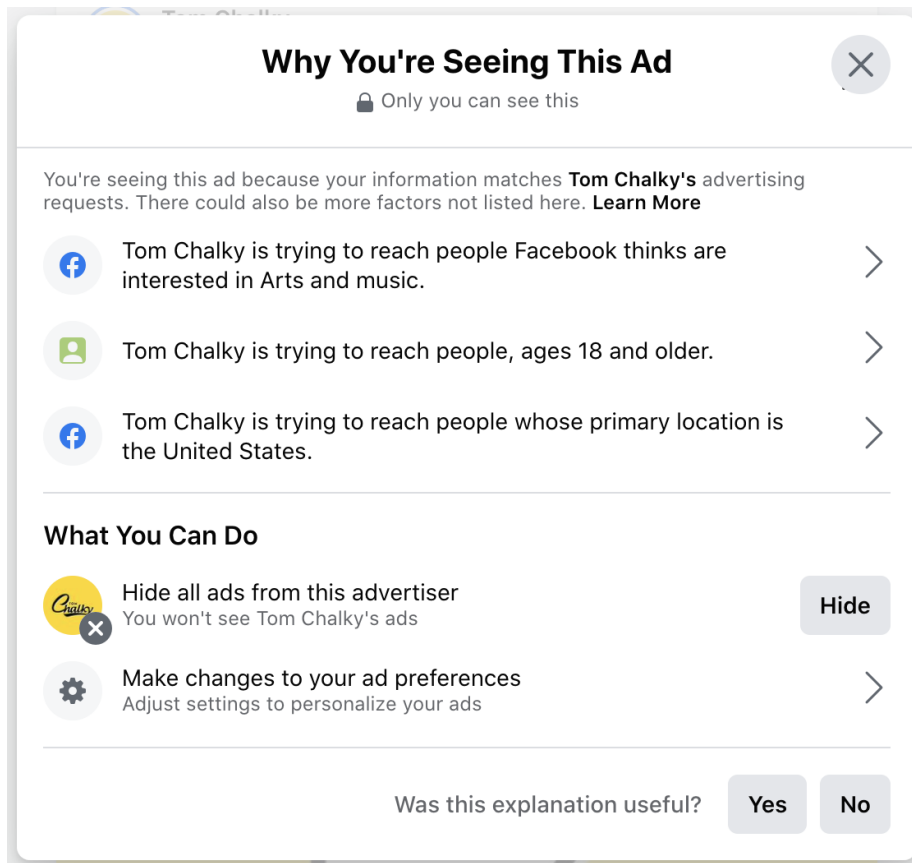 Why You're Seeing This Ad
Only you can see this
You're seeing this ad because your information matches Tom Chalky's advertising
requests. There could also be more factors not listed here. Learn More
Tom Chalky is trying to reach people Facebook thinks are
interested in Arts and music.
Tom Chalky is trying to reach people, ages 18 and older.
Tom Chalky is trying to reach people whose primary location is
the United States.
What You Can Do
Chalky
Hide all ads from this advertiser
You won't see Tom Chalky's ads
Hide
Make changes to your ad preferences
Adjust settings to personalize your ads
Was this explanation useful?
Yes
No